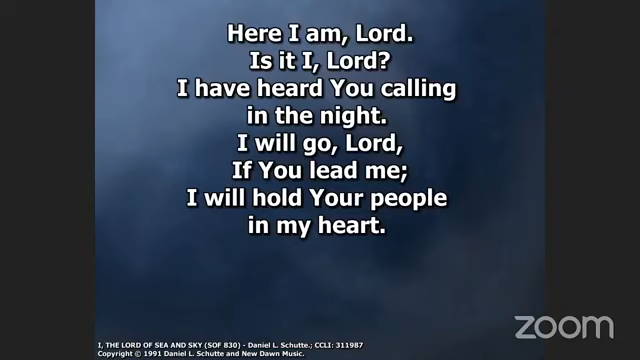 Here I am, Lord.
Is it I, Lord?
I have heard You calling
in the night.
I will go, Lord,
If You lead me;
I will hold Your people
in my heart.
I, THE LORD OF SEA AND SKY (SOF 830) - Daniel L. Schutte.; CCLI: 311987
Copyright © 1991 Daniel L. Schutte and New Dawn Music.
zoom